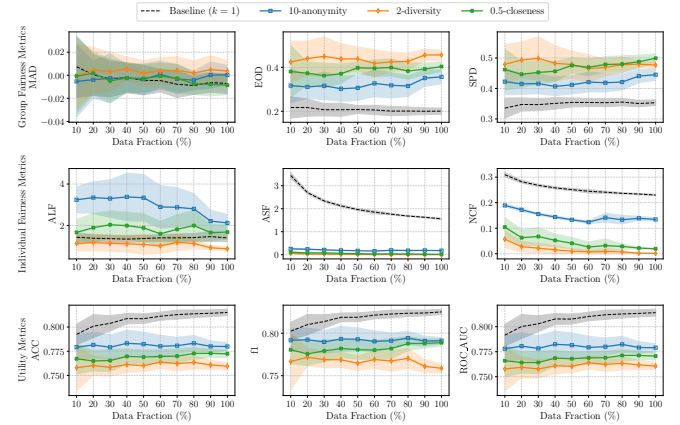 Baseline (k = 1) 10-anonymity 2-diversity 0.5-closeness
Group Fairness Metrics
MAD
0.02
0.00
−0.02
−0.04
10 20 30 40 50 60 70 80 90 100
Data Fraction (%)
EOD
0.4
0.2
10 20 30 40 50 60 70 80 90 100
Data Fraction (%)
SPD
0.5
0.4
0.3
10 20 30 40 50 60 70 80 90 100
Data Fraction (%)
Individual Fairness Metrics
ALF
4
2
10 20 30 40 50 60 70 80 90 100
Data Fraction (%)
ASF
3
2
1
0
10 20 30 40 50 60 70 80 90 100
Data Fraction (%)
NCF
0.3
0.2
0.1
0.0
10 20 30 40 50 60 70 80 90 100
Data Fraction (%)
Utility Metrics
ACC
0.800
0.775
0.750
10 20 30 40 50 60 70 80 90 100
Data Fraction (%)
f1
0.80
0.75
10 20 30 40 50 60 70 80 90 100
Data Fraction (%)
ROC_AUC
0.800
0.775
0.750
10 20 30 40 50 60 70 80 90 100
Data Fraction (%)